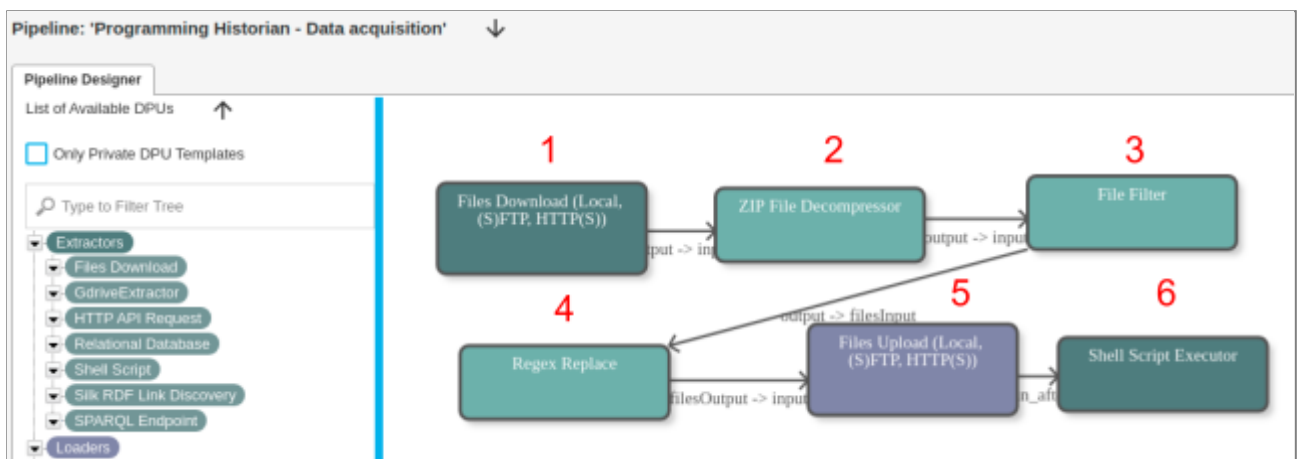 Pipeline: 'Programming Historian - Data acquisition'
Pipeline Designer
List of Available DPUs
Only Private DPU Templates
Type to Filter Tree
Extractors
Files Download
GdriveExtractor
HTTP API Request
Relational Database
Shell Script
Silk RDF Link Discovery
SPARQL Endpoint
Loaders
1
2
3
Files Download (Local,
(S)FTP, HTTP(S))
ZIP File Decompressor
File Filter
output -> input
4
5
6
output -> filesInput
Regex Replace
Files Upload (Local,
(S)FTP, HTTP(S))
Shell Script Executor
filesOutput -> input